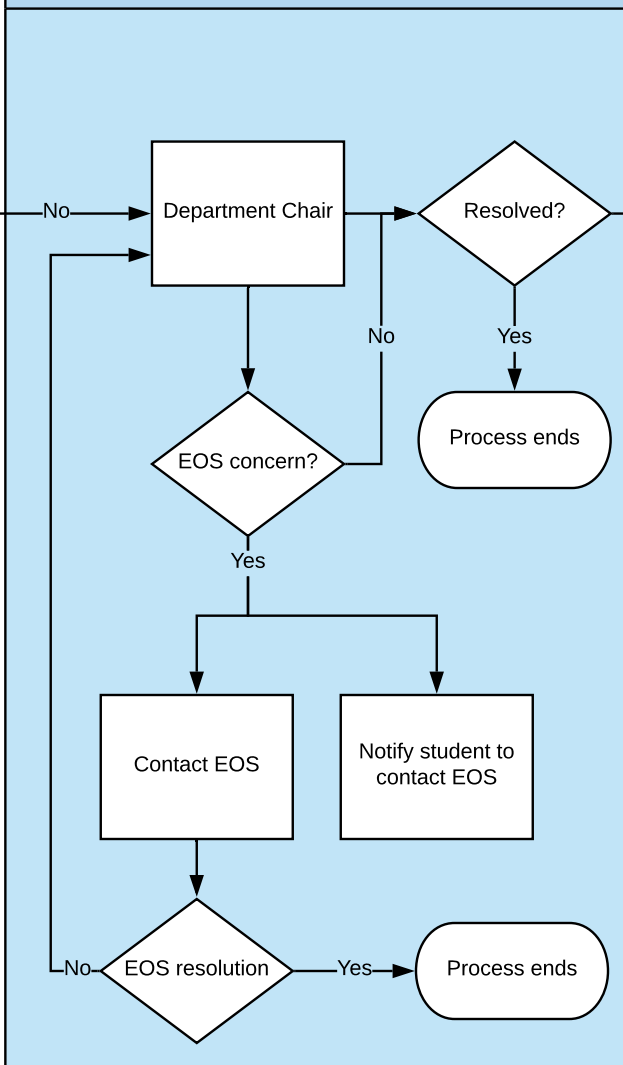 No
Department Chair
Resolved?
No
Yes
Process ends
EOS concern?
Yes
Contact EOS
Notify student to
contact EOS
No
EOS resolution
Yes
Process ends